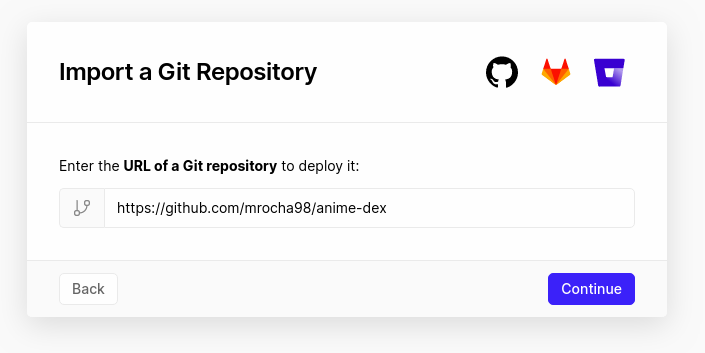 Import a Git Repository
Enter the URL of a Git repository to deploy it:
https://github.com/mrocha98/anime-dex
Back
Continue